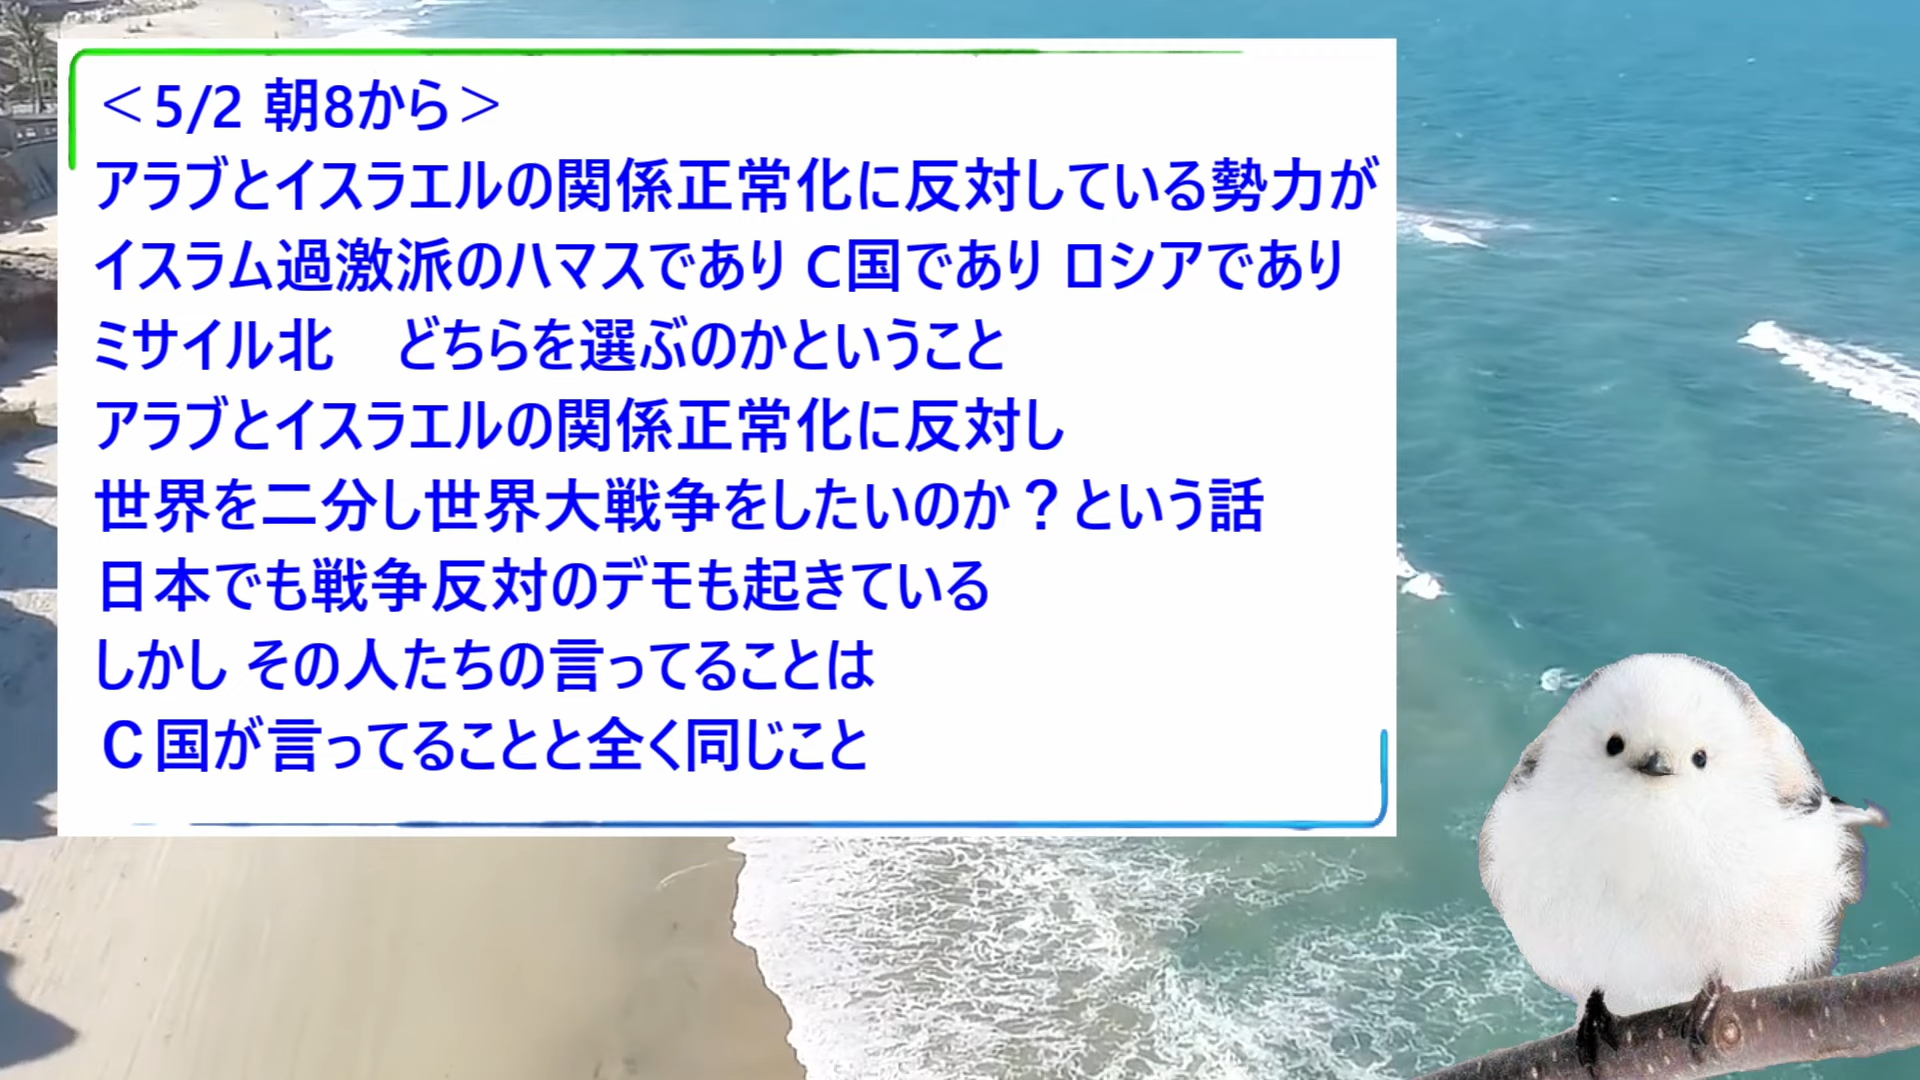 ＜5/2 朝8から＞
アラブとイスラエルの関係正常化に反対している勢力が
イスラム過激派のハマスであり C国であり ロシアであり
ミサイル北　どちらを選ぶのかということ
アラブとイスラエルの関係正常化に反対し
世界を二分し世界大戦争をしたいのか？という話
日本でも戦争反対のデモも起きている
しかし その人たちの言ってることは
Ｃ国が言ってることと全く同じこと